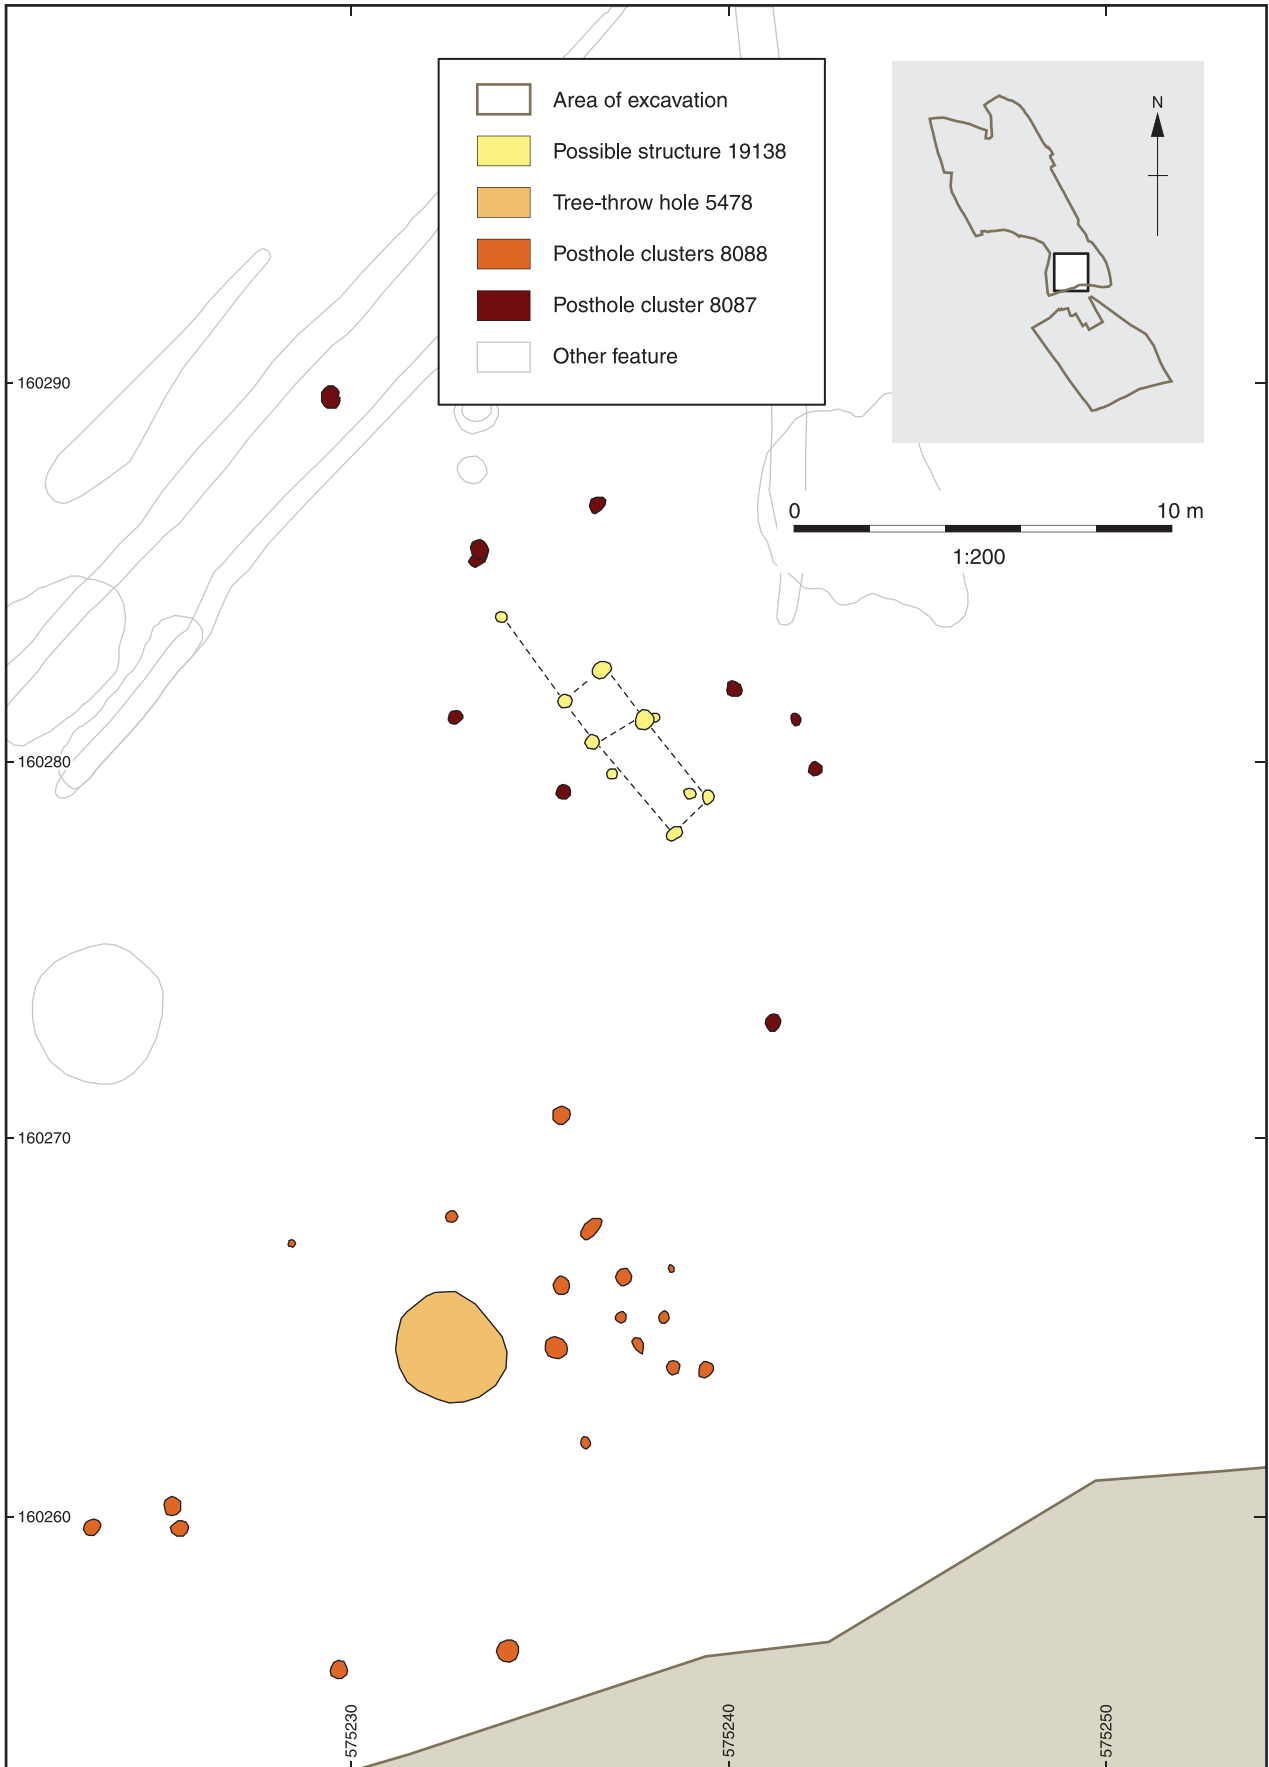 Area of excavation
Possible structure 19138
Tree-throw hole 5478
Posthole clusters 8088
Posthole cluster 8087
Other feature
N
160290
0 10 m
1:200
160280
160270
160260
575230
575240
575250